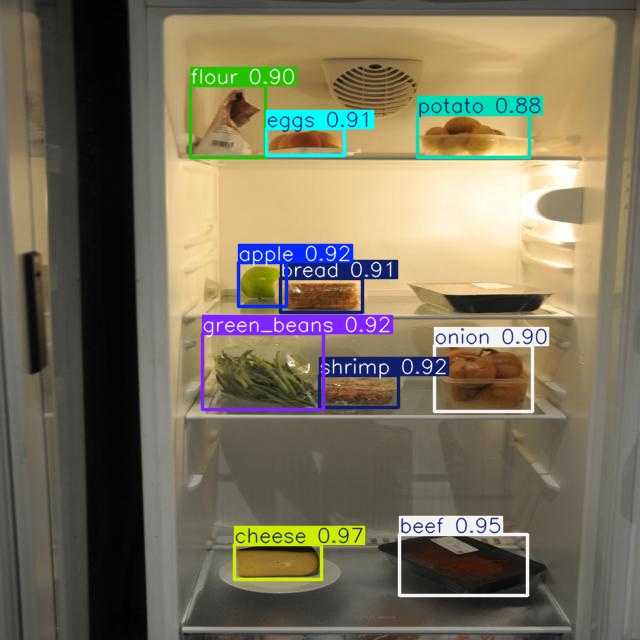 flour 0.90
eggs 0.91
potato 0.88
apple 0.92
bread 0.91
green_beans 0.92
shrimp 0.92
onion 0.90
cheese 0.97
beef 0.95